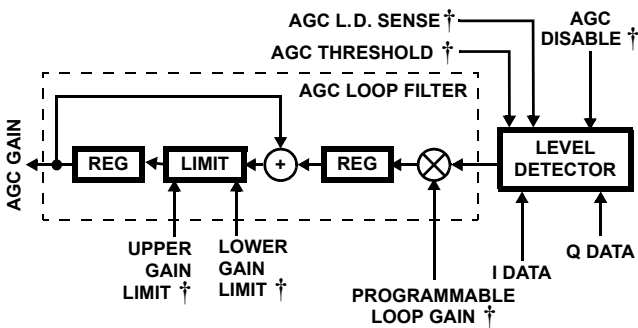 AGC L.D. SENSE †
AGC
DISABLE †
AGC THRESHOLD †
AGC LOOP FILTER
AGC GAIN
REG
LIMIT
+
REG
LEVEL
DETECTOR
UPPER
GAIN
LIMIT †
LOWER
GAIN
LIMIT †
PROGRAMMABLE
LOOP GAIN †
I DATA
Q DATA